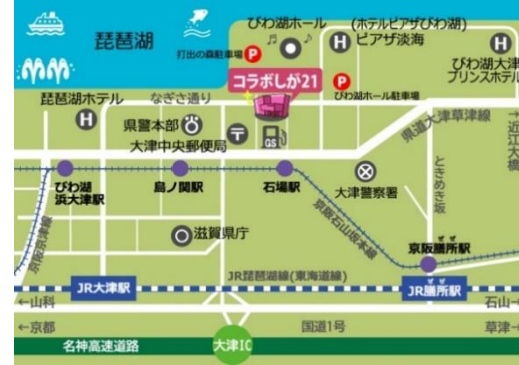 琵琶湖
びわ湖ホール
(ホテルピアザびわ湖)
ピアザ淡海
打出の森駐車場
P
H
H
びわ湖大津
プリンスホテル
コラボしが21
P
びわ湖ホール駐車場
琵琶湖ホテル
なぎさ通り
H
県警本部
大津中央郵便局
〒
GS
県道大津草津線
→近江大橋
びわ湖
浜大津駅
島ノ関駅
石場駅
大津警察署
ときめき坂
京阪石山坂本線
京阪京津線
滋賀県庁
ぜぜ
京阪膳所駅
JR琵琶湖線(東海道線)
JR大津駅
ぜぜ
JR膳所駅
←山科
石山→
←京都
国道1号
草津→
名神高速道路
大津IC